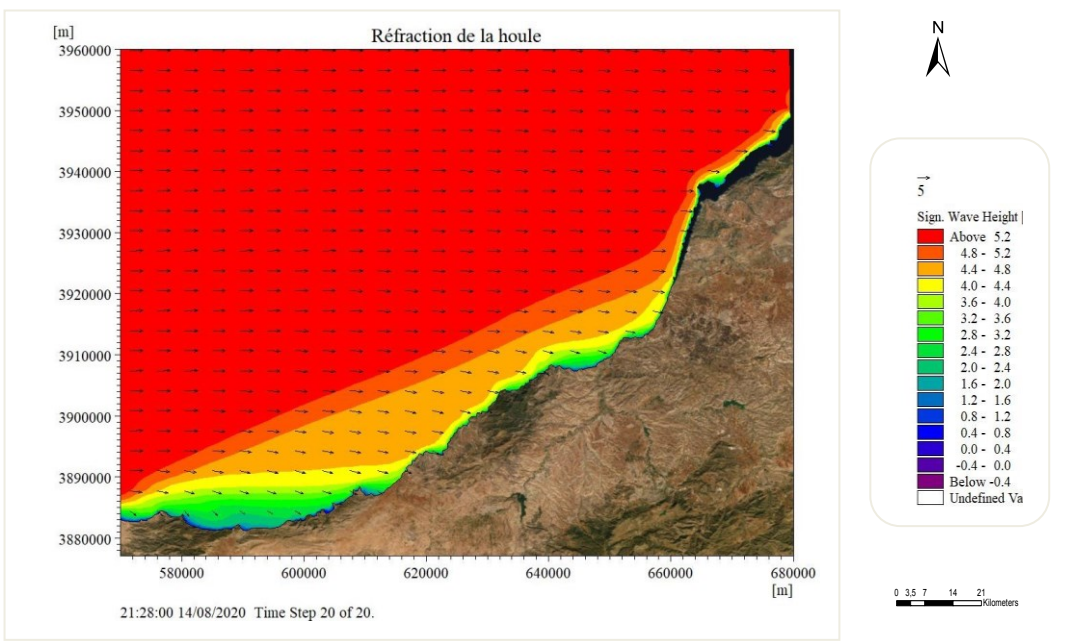 [m]
Réfraction de la houle
3960000
3950000
3940000
3930000
3920000
3910000
3900000
3890000
3880000
580000 600000 620000 640000 660000 680000
[m]
21:28:00 14/08/2020 Time Step 20 of 20.
N
5
Sign. Wave Height
Above 5.2
4.8 - 5.2
4.4 - 4.8
4.0 - 4.4
3.6 - 4.0
3.2 - 3.6
2.8 - 3.2
2.4 - 2.8
2.0 - 2.4
1.6 - 2.0
1.2 - 1.6
0.8 - 1.2
0.4 - 0.8
0.0 - 0.4
-0.4 - 0.0
Below -0.4
Undefined Va
0 3,5 7 14 21
Kilometers